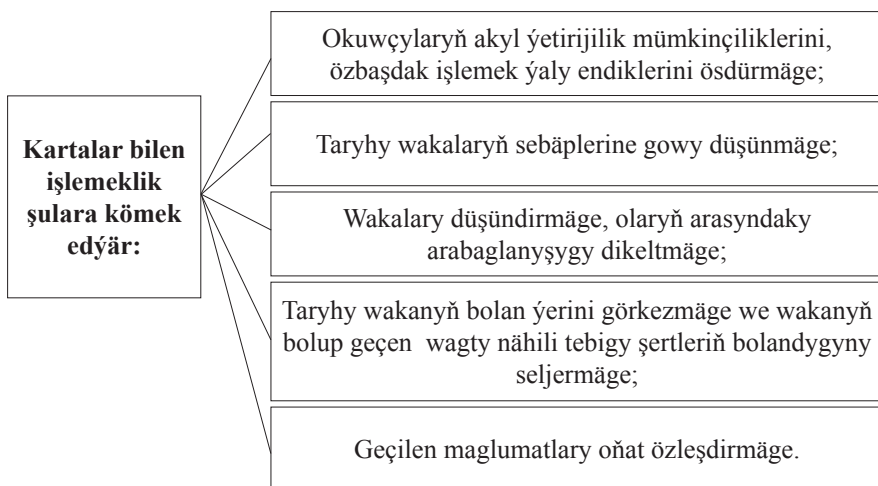 Kartalar bilen
işlemeklik
şulara kömek
edýär:
Okuwçylaryň akyl ýetirijilik mümkinçiliklerini,
özbaşdak işlemek ýaly endiklerini ösdürmäge;
Taryhy wakalaryň sebäplerine gowy düşünmäge;
Wakalary düşündirmäge, olaryň arasyndaky
arabaglanyşygy dikeltmäge;
Taryhy wakanyň bolan ýerini görkezmäge we wakanyň
bolup geçen wagty nähili tebigy şertleriň bolandygyny
seljermäge;
Geçilen maglumatlary oňat özleşdirmäge.